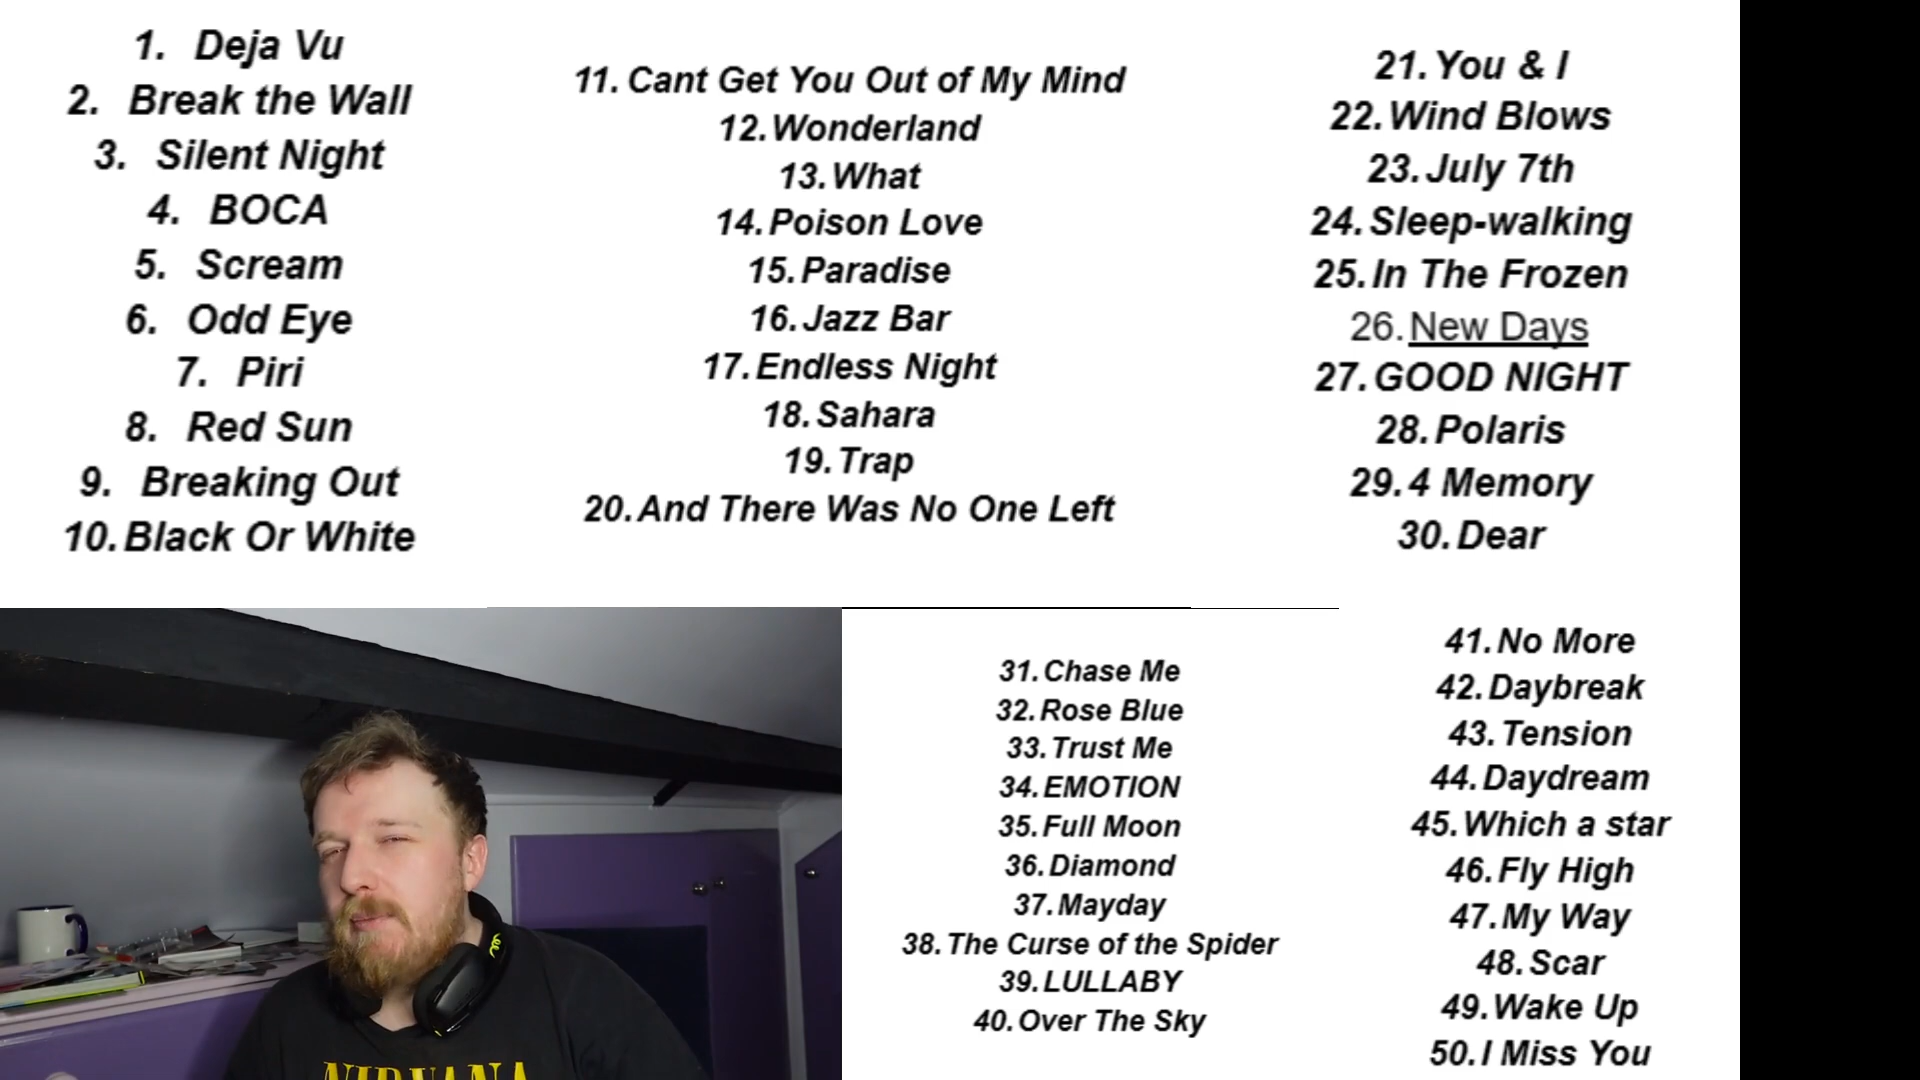 1. Deja Vu
2. Break the Wall
3. Silent Night
4. BOCA
5. Scream
6. Odd Eye
7. Piri
8. Red Sun
9. Breaking Out
10. Black Or White
11. Cant Get You Out of My Mind
12. Wonderland
13. What
14. Poison Love
15. Paradise
16. Jazz Bar
17. Endless Night
18. Sahara
19. Trap
20. And There Was No One Left
21. You & I
22. Wind Blows
23. July 7th
24. Sleep-walking
25. In The Frozen
26. New Days
27. GOOD NIGHT
28. Polaris
29. 4 Memory
30. Dear
31. Chase Me
32. Rose Blue
33. Trust Me
34. EMOTION
35. Full Moon
36. Diamond
37. Mayday
38. The Curse of the Spider
39. LULLABY
40. Over The Sky
41. No More
42. Daybreak
43. Tension
44. Daydream
45. Which a star
46. Fly High
47. My Way
48. Scar
49. Wake Up
50. I Miss You
NIRVANA